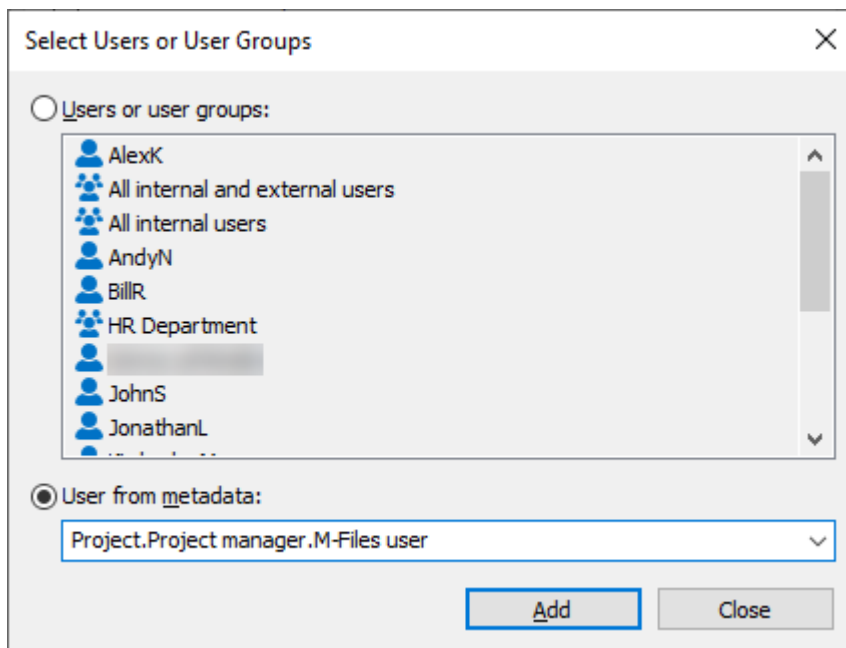 Select Users or User Groups
Users or user groups:
AlexK
All internal and external users
All internal users
AndyN
BillR
HR Department
JohnS
JonathanL
User from metadata:
Project.Project manager.M-Files user
Add
Close